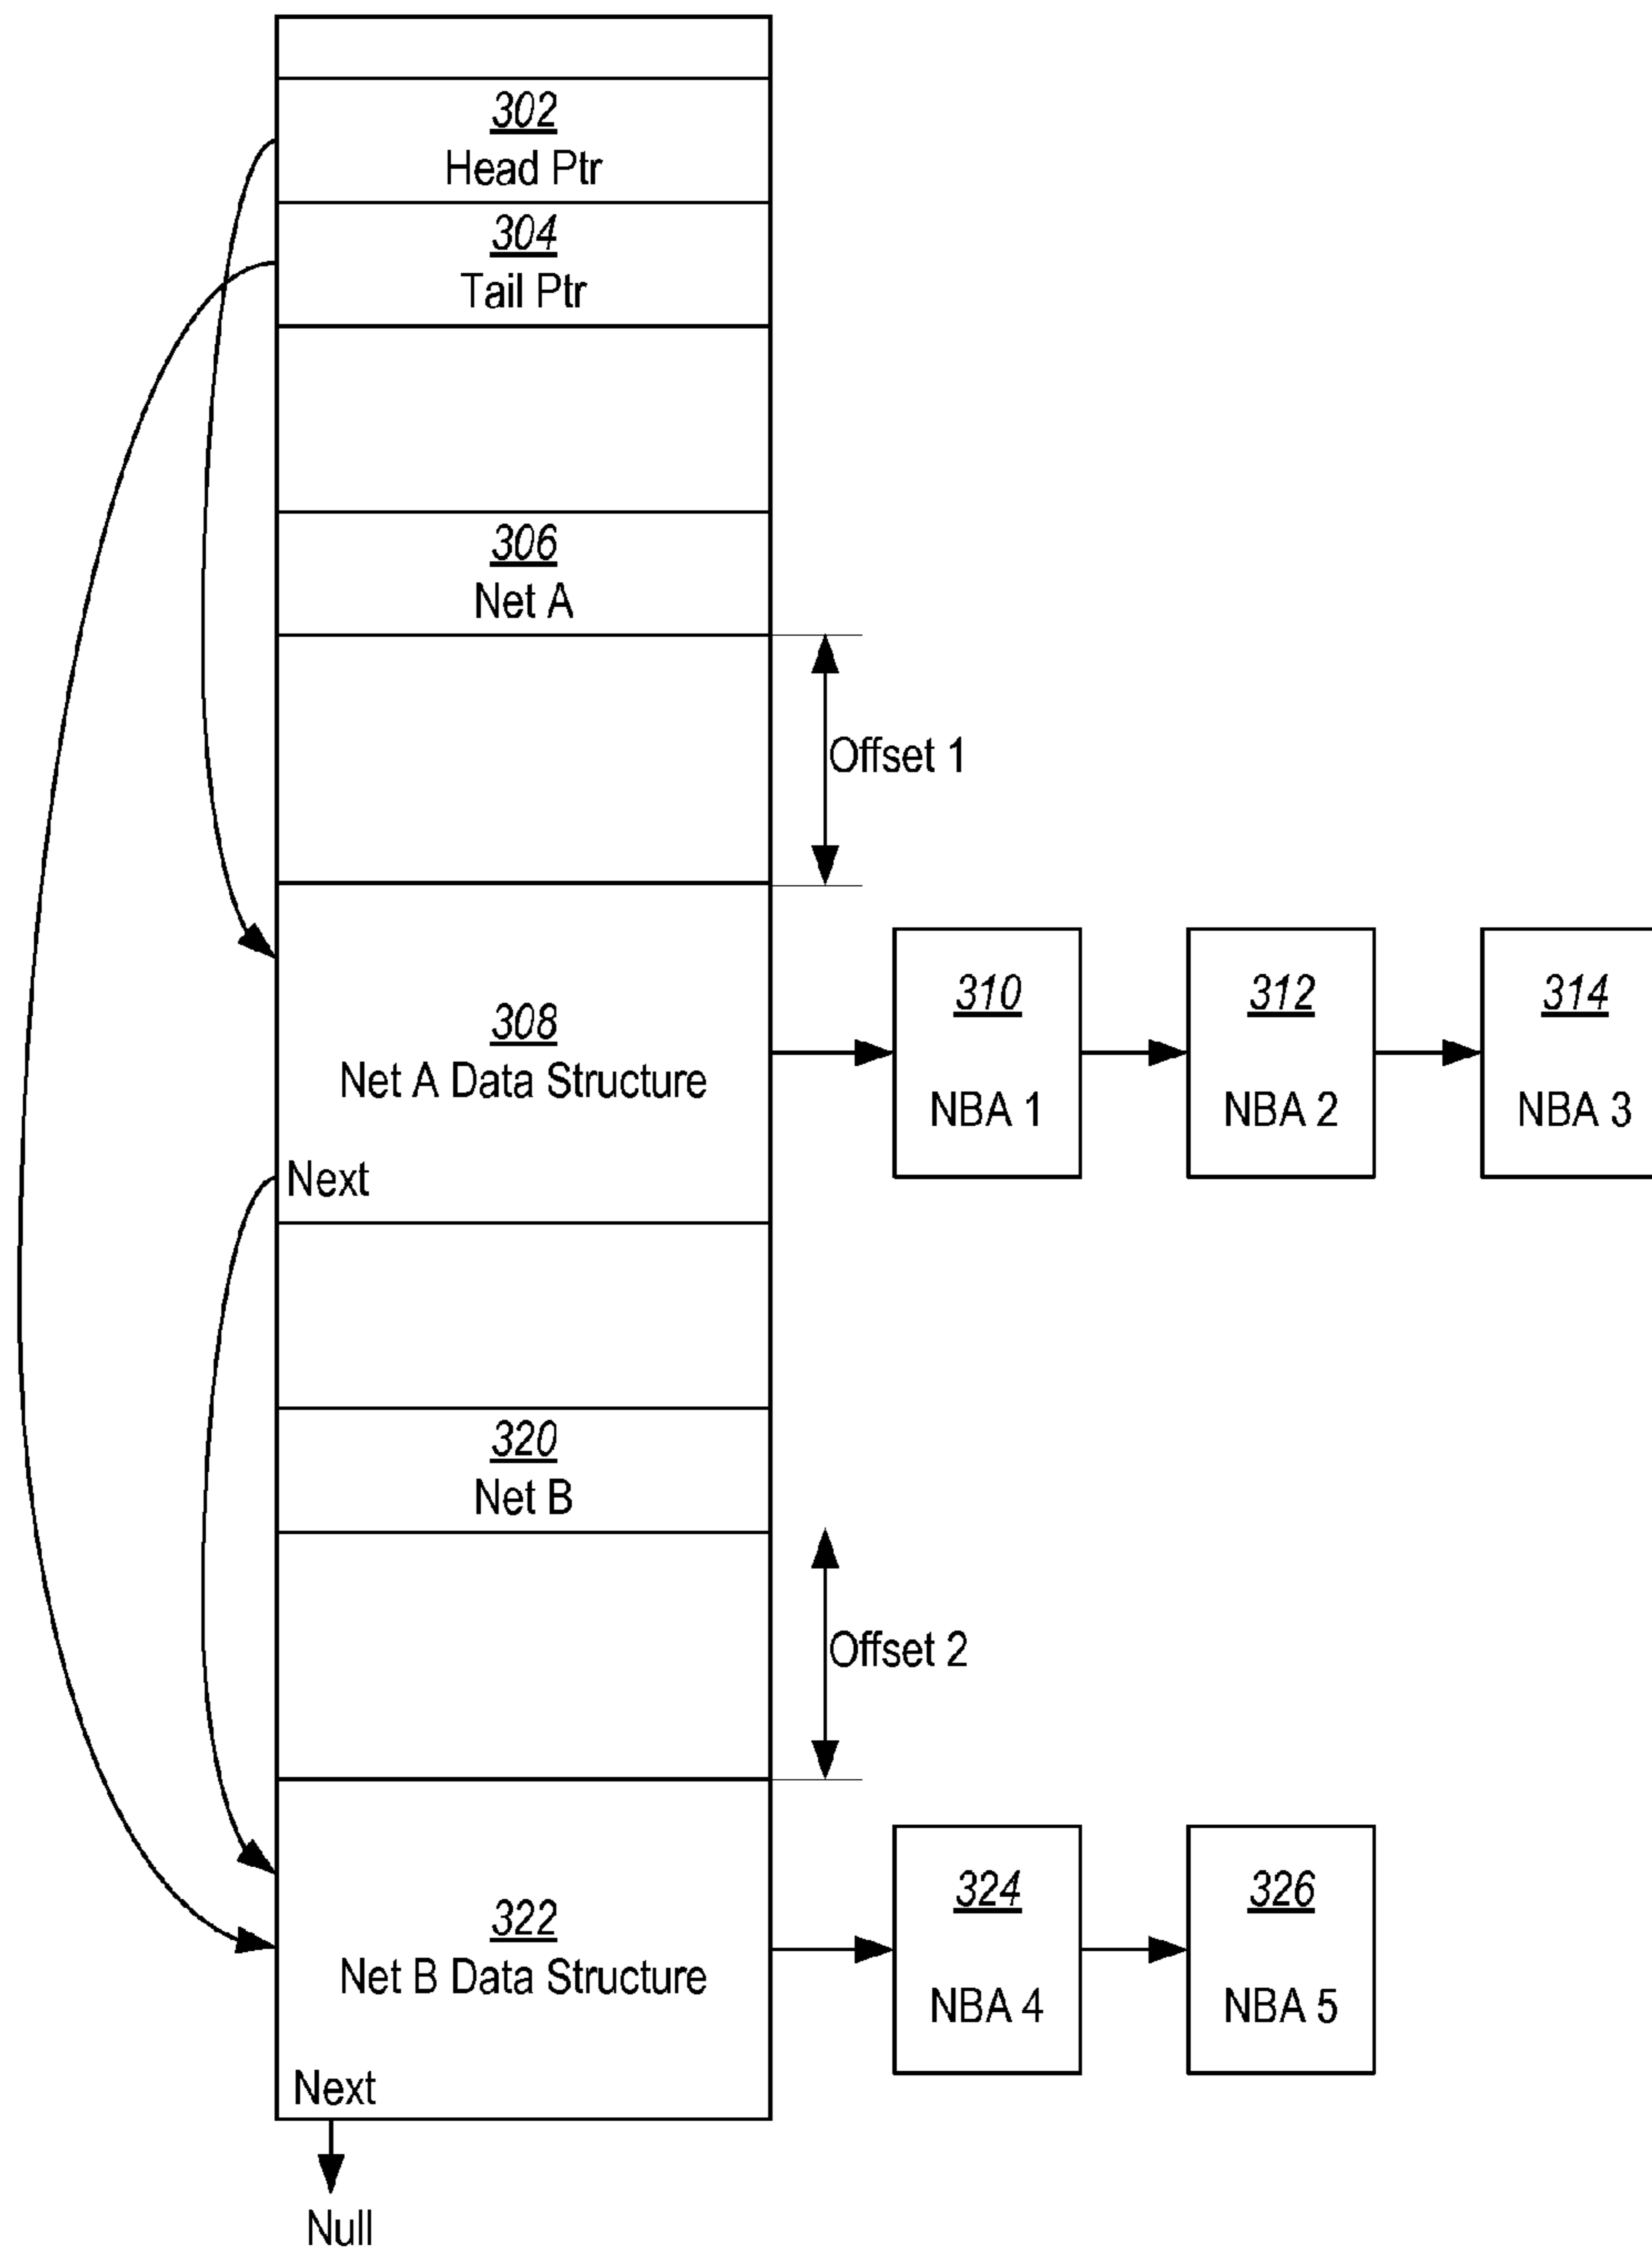 302
Head Ptr
304
Tail Ptr
306
Net A
Offset 1
308
Net A Data Structure
Next
310
NBA 1
312
NBA 2
314
NBA 3
320
Net B
Offset 2
322
Net B Data Structure
Next
324
NBA 4
326
NBA 5
Null